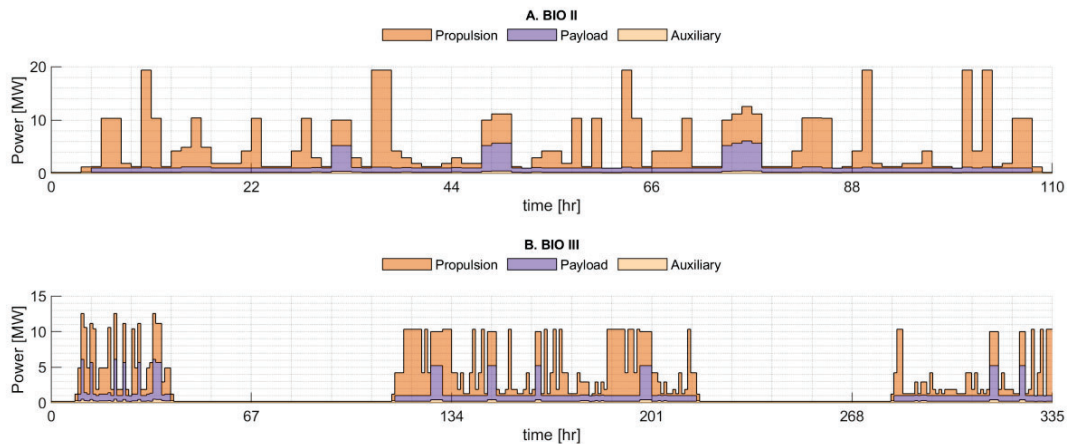 A. BIO II
Propulsion Payload Auxiliary
20
10
0
Power [MW]
0 22 44 66 88 110
time [hr]
B. BIO III
Propulsion Payload Auxiliary
15
10
5
0
Power [MW]
0 67 134 201 268 335
time [hr]